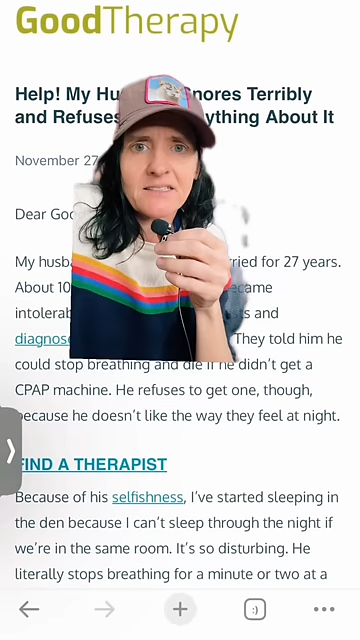 GoodTherapy
Help! My Hu Snores Terribly
and Refuses ything About It
November 27
Dear Goo
My husba ried for 27 years.
About 10 ecame
intolerab sts and
diagnose They told him he
could stop breathing and die if he didn't get a
CPAP machine. He refuses to get one, though,
because he doesn't like the way they feel at night.
FIND A THERAPIST
Because of his selfishness, I've started sleeping in
the den because I can't sleep through the night if
we're in the same room. It's so disturbing. He
literally stops breathing for a minute or two at a